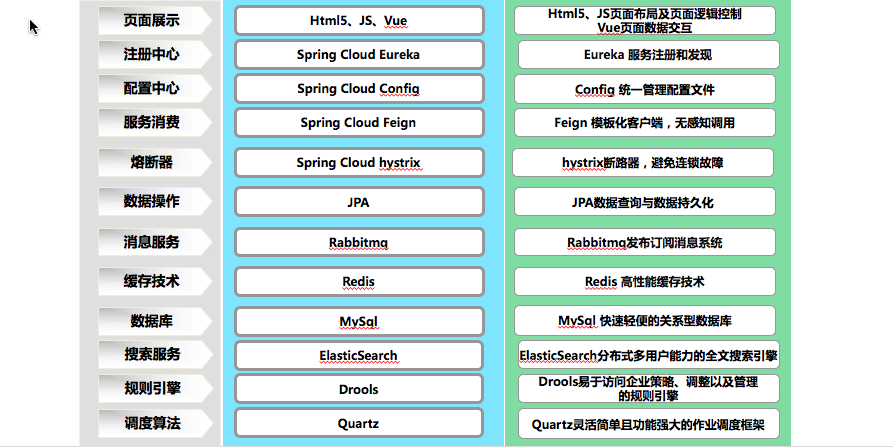 页面展示
Html5、JS、Vue
Html5、JS页面布局及页面逻辑控制
Vue页面数据交互
注册中心
Spring Cloud Eureka
Eureka 服务注册和发现
配置中心
Spring Cloud Config
Config 统一管理配置文件
服务消费
Spring Cloud Feign
Feign 模板化客户端，无感知调用
熔断器
Spring Cloud hystrix
hystrix断路器，避免连锁故障
数据操作
JPA
JPA数据查询与数据持久化
消息服务
Rabbitmq
Rabbitmq发布订阅消息系统
缓存技术
Redis
Redis 高性能缓存技术
数据库
MySql
MySql 快速轻便的关系型数据库
搜索服务
ElasticSearch
ElasticSearch分布式多用户能力的全文搜索引擎
规则引擎
Drools
Drools易于访问企业策略、调整以及管理
的规则引擎
调度算法
Quartz
Quartz灵活简单且功能强大的作业调度框架